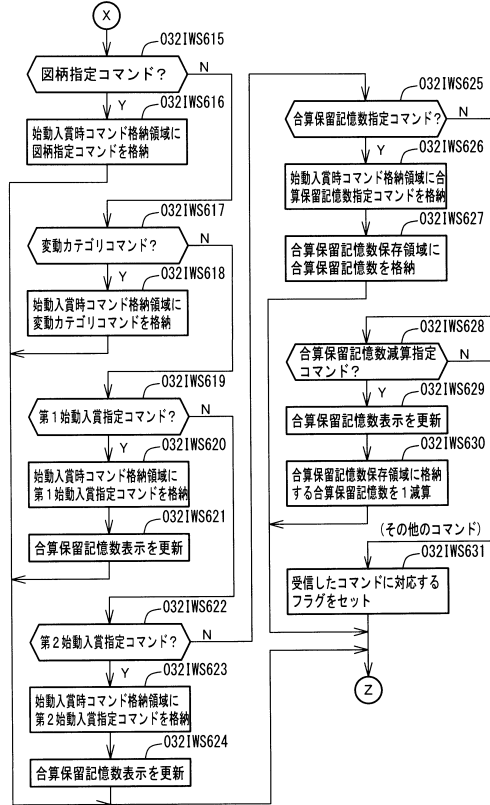 X
032IWS615
図柄指定コマンド?
N
Y
032IWS616
始動入賞時コマンド格納領域に
図柄指定コマンドを格納
032IWS617
変動カテゴリコマンド?
N
Y
032IWS618
始動入賞時コマンド格納領域に
変動カテゴリコマンドを格納
032IWS619
第1始動入賞指定コマンド?
N
Y
032IWS620
始動入賞時コマンド格納領域に
第1始動入賞指定コマンドを格納
032IWS621
合算保留記憶数表示を更新
032IWS622
第2始動入賞指定コマンド?
N
Y
032IWS623
始動入賞時コマンド格納領域に
第2始動入賞指定コマンドを格納
032IWS624
合算保留記憶数表示を更新
032IWS625
合算保留記憶数指定コマンド?
N
Y
032IWS626
始動入賞時コマンド格納領域に合
算保留記憶数指定コマンドを格納
032IWS627
合算保留記憶数保存領域に
合算保留記憶数を格納
032IWS628
合算保留記憶数減算指定
コマンド?
N
Y
032IWS629
合算保留記憶数表示を更新
032IWS630
合算保留記憶数保存領域に格納
する合算保留記憶数を1減算
(その他のコマンド)
032IWS631
受信したコマンドに対応する
フラグをセット
Z